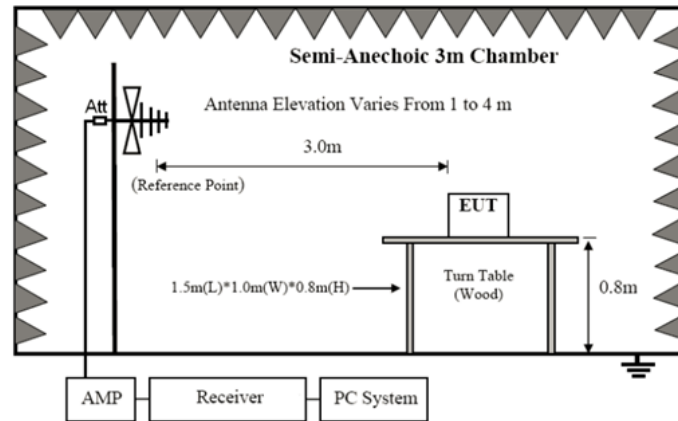 Semi-Anechoic 3m Chamber
Att
Antenna Elevation Varies From 1 to 4 m
3.0m
(Reference Point)
EUT
1.5m(L)*1.0m(W)*0.8m(H)
Turn Table
(Wood)
0.8m
AMP
Receiver
PC System